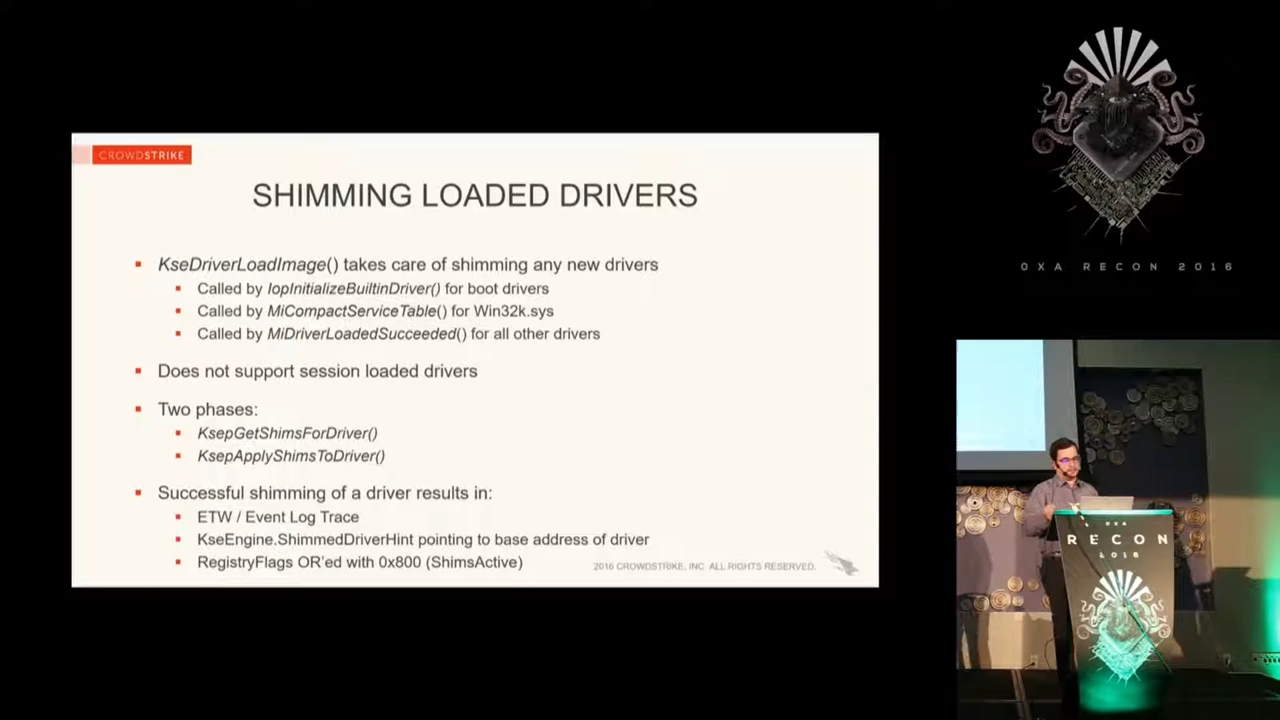 CROWDSTRIKE
SHIMMING LOADED DRIVERS
KseDriverLoadImage() takes care of shimming any new drivers
Called by IopInitializeBuiltinDriver() for boot drivers
Called by MiCompactServiceTable() for Win32k.sys
Called by MiDriverLoadedSucceeded() for all other drivers
Does not support session loaded drivers
Two phases:
KsepGetShimsForDriver()
KsepApplyShimsToDriver()
Successful shimming of a driver results in:
ETW / Event Log Trace
KseEngine.ShimmedDriverHint pointing to base address of driver
RegistryFlags OR'ed with 0x800 (ShimsActive)
2016 CROWDSTRIKE, INC. ALL RIGHTS RESERVED.
0XA RECON 2016
0XA
RECON
2016